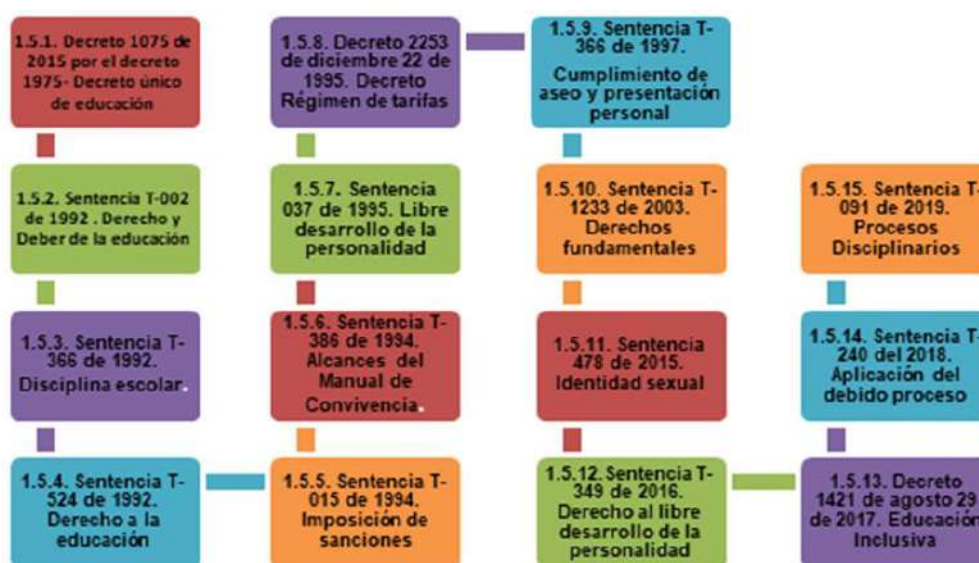 1.5.1. Decreto 1075 de
2015 por el decreto
1975- Decreto único
de educación
1.5.2. Sentencia T-002
de 1992 . Derecho y
Deber de la educación
1.5.3. Sentencia T-
366 de 1992.
Disciplina escolar.
1.5.4. Sentencia T-
524 de 1992.
Derecho a la
educación
1.5.5. Sentencia T-
015 de 1994.
Imposición de
sanciones
1.5.6. Sentencia T-
386 de 1994.
Alcances del
Manual de
Convivencia.
1.5.7. Sentencia
037 de 1995. Libre
desarrollo de la
personalidad
1.5.8. Decreto 2253
de diciembre 22 de
1995. Decreto
Régimen de tarifas
1.5.9. Sentencia T-
366 de 1997.
Cumplimiento de
aseo y presentación
personal
1.5.10. Sentencia T-
1233 de 2003.
Derechos
fundamentales
1.5.11. Sentencia
478 de 2015.
Identidad sexual
1.5.12. Sentencia T-
349 de 2016.
Derecho al libre
desarrollo de la
personalidad
1.5.13. Decreto
1421 de agosto 29
de 2017. Educación
Inclusiva
1.5.14. Sentencia T-
240 del 2018.
Aplicación del
debido proceso
1.5.15. Sentencia T-
091 de 2019.
Procesos
Disciplinarios